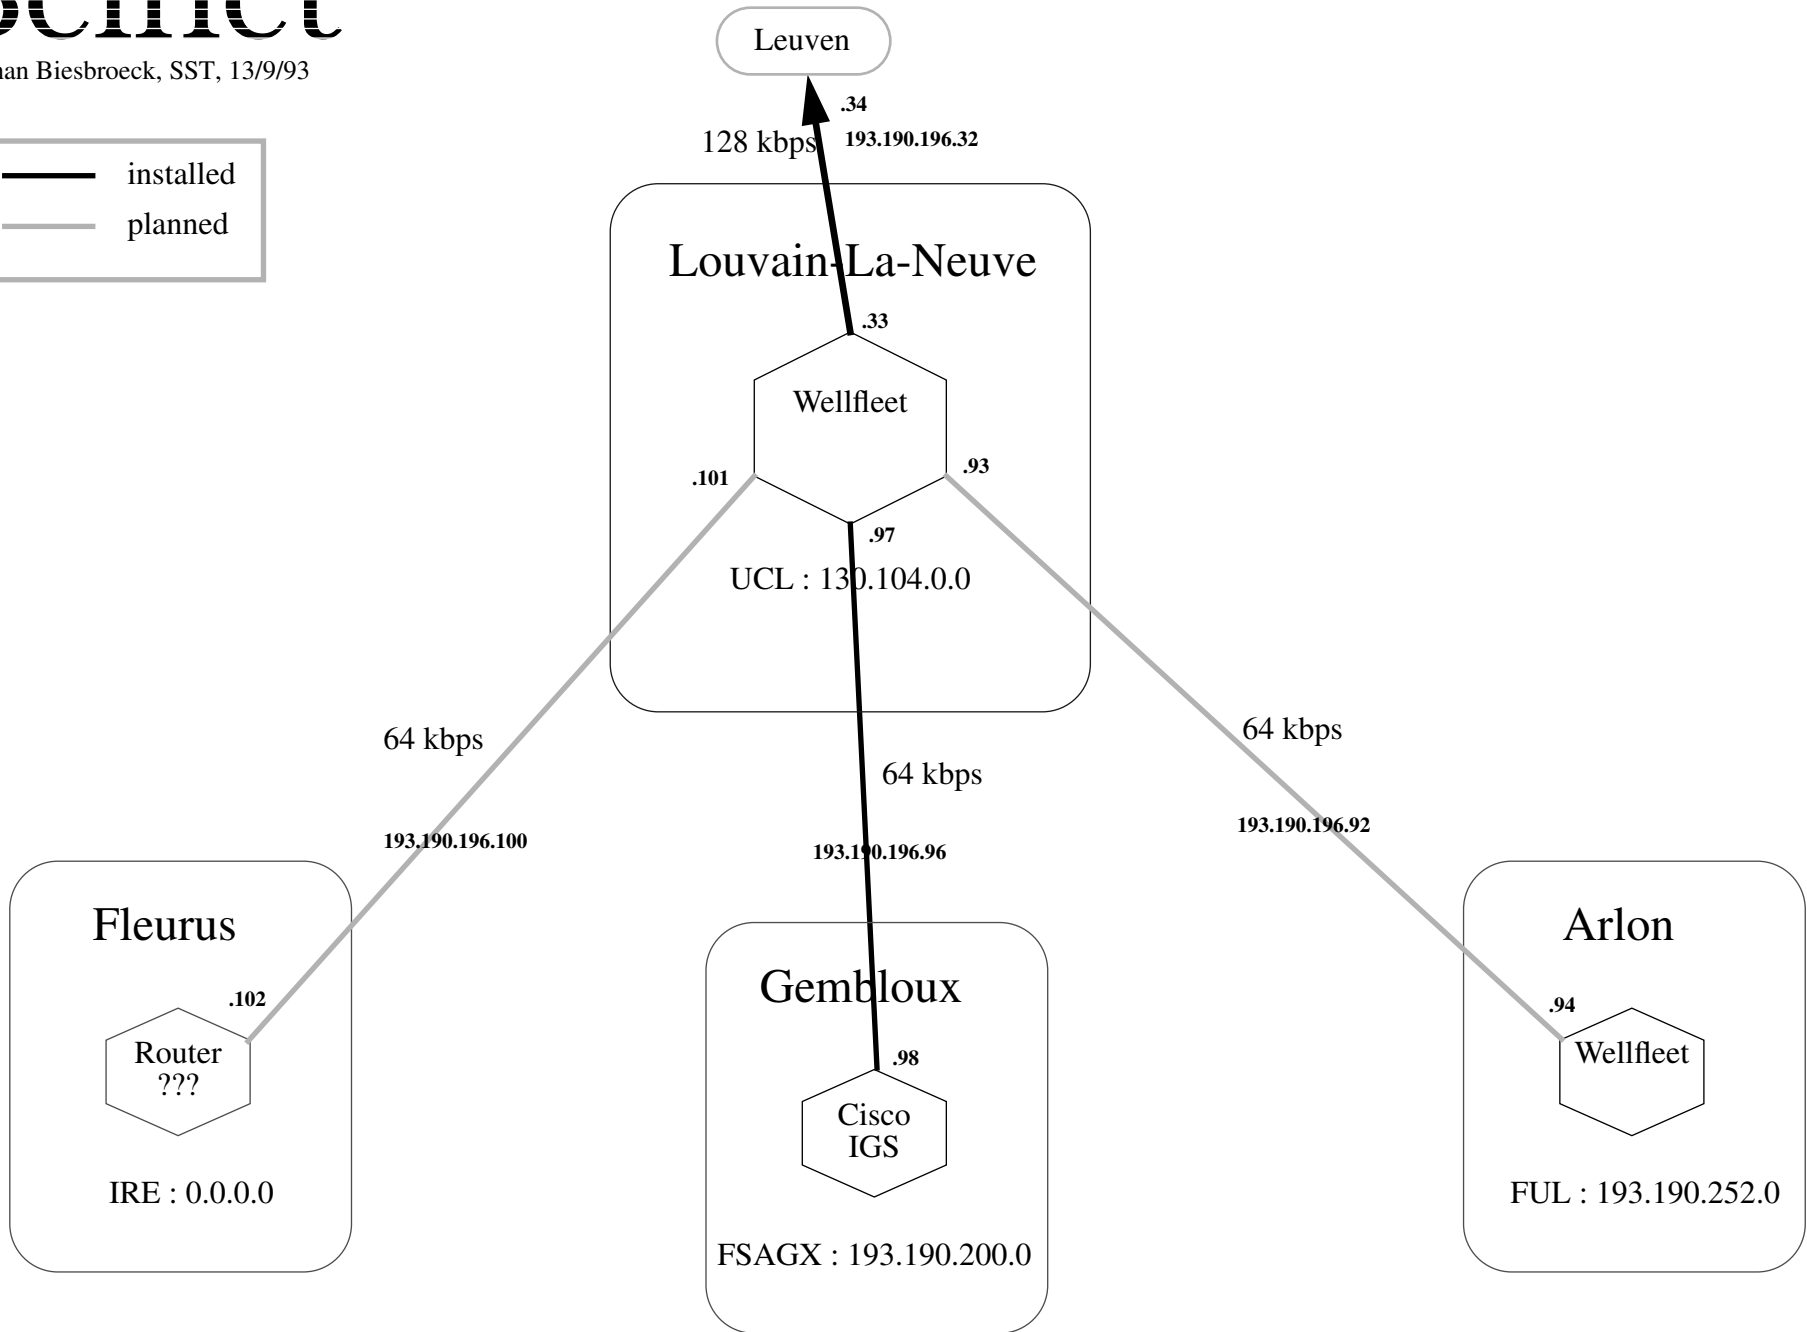 Biesbroeck, SST, 13/9/93
installed
planned
Leuven
.34
128 kbps
193.190.196.32
Louvain-La-Neuve
.33
Wellfleet
.101
.93
.97
UCL : 130.104.0.0
64 kbps
64 kbps
64 kbps
193.190.196.100
193.190.196.96
193.190.196.92
Fleurus
.102
Router
???
IRE : 0.0.0.0
Gembloux
.98
Cisco
IGS
FSAGX : 193.190.200.0
Arlon
.94
Wellfleet
FUL : 193.190.252.0